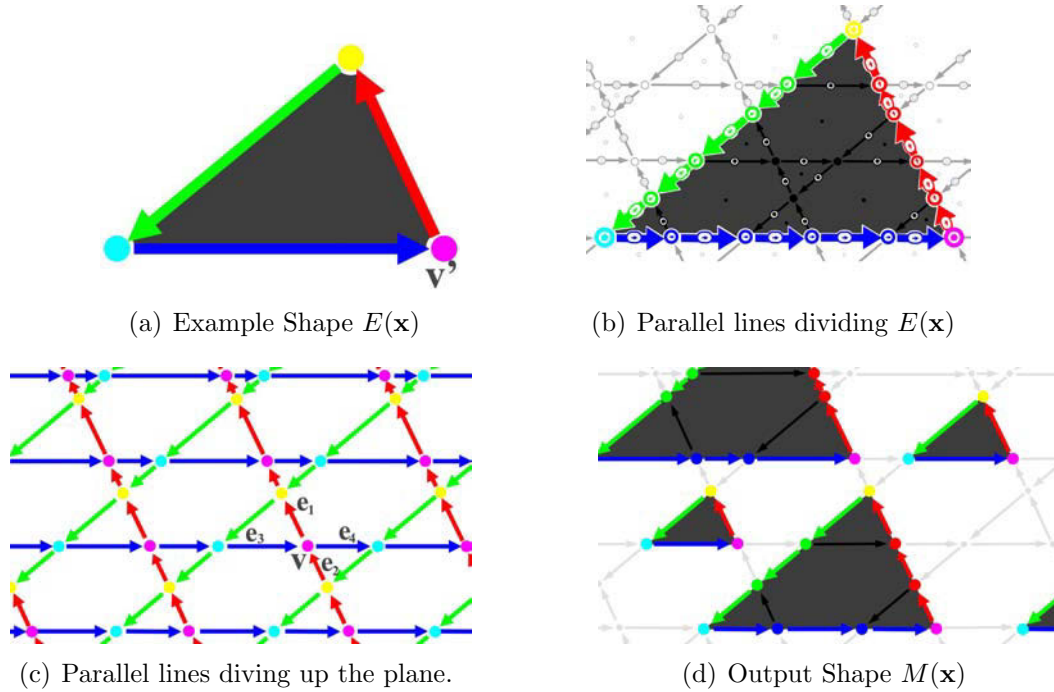 v'
(a) Example Shape E(x)
(b) Parallel lines dividing E(x)
e₁
e₃
e₄
v
e₂
(c) Parallel lines diving up the plane.
(d) Output Shape M(x)